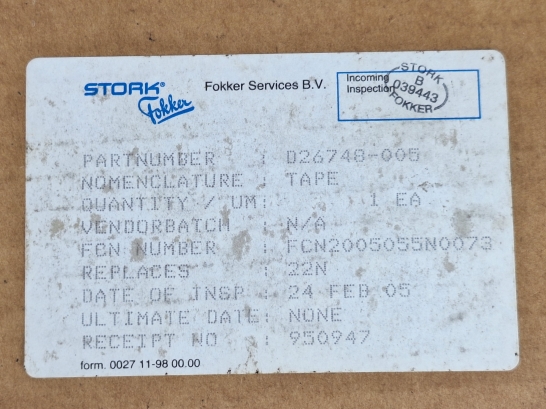 STORK®
Fokker
Fokker Services B.V.
Incoming
Inspection
STORK
B
039443
FOKKER
PARTNUMBER : D26748-005
NOMENCLATURE : TAPE
QUANTITY / UM: 1 EA
VENDORBATCH : N/A
FCN NUMBER : FCN2005055N0073
REPLACES : 22N
DATE OF INSP : 24 FEB 05
ULTIMATE DATE: NONE
RECEIPT NO : 950947
form. 0027 11-98 00.00